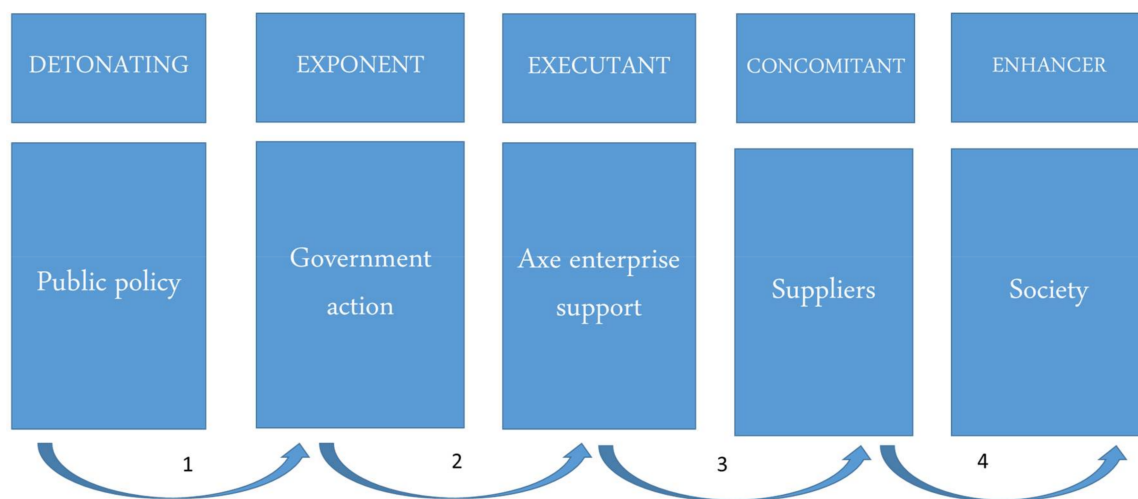 DETONATING
EXPONENT
EXECUTANT
CONCOMITANT
ENHANCER
Public policy
Government
action
Axe enterprise
support
Suppliers
Society
1
2
3
4